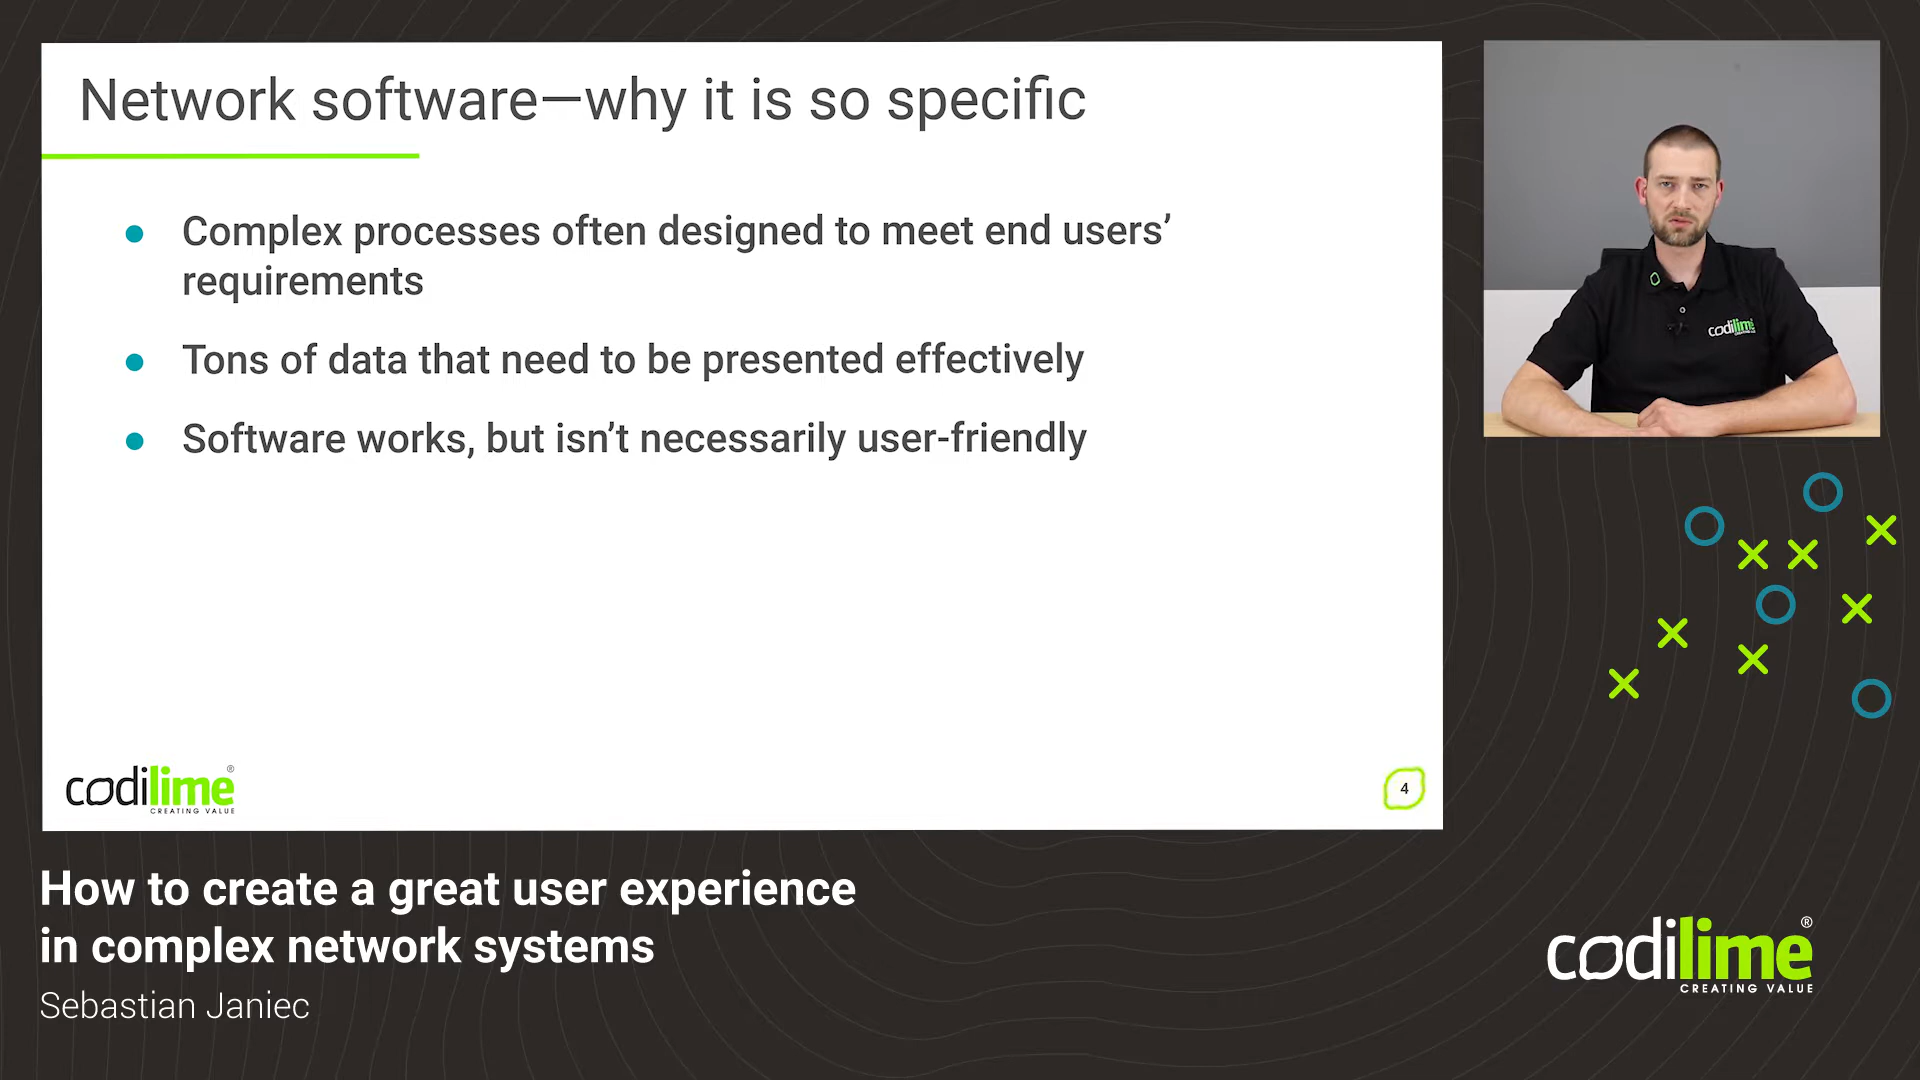 Network software—why it is so specific
● Complex processes often designed to meet end users’
requirements
● Tons of data that need to be presented effectively
● Software works, but isn’t necessarily user-friendly
codilime®
CREATING VALUE
4
codilime
How to create a great user experience
in complex network systems
Sebastian Janiec
codilime®
CREATING VALUE